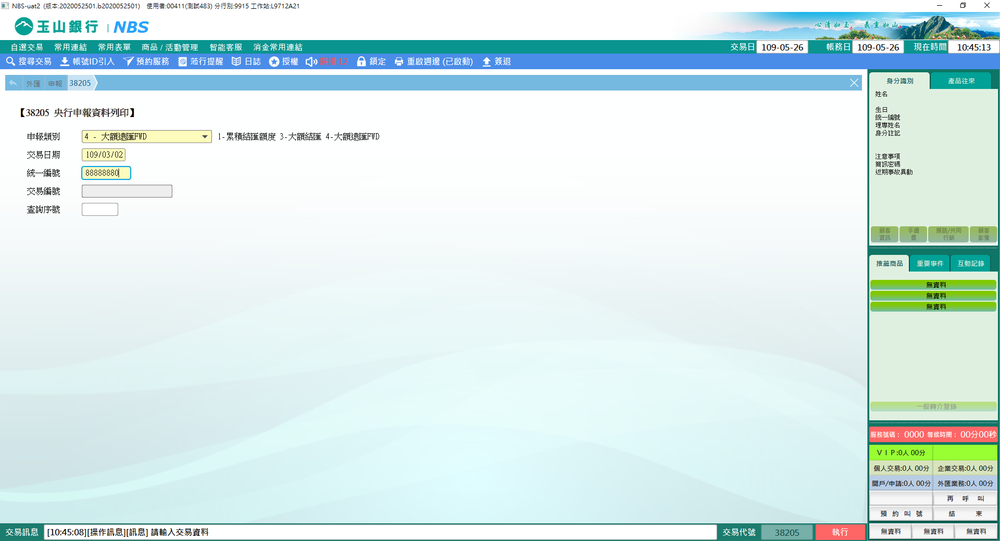 NBS-uat2 (版本:2020052501.b2020052501) 使用者:00411(測試483) 分行別:9915 工作站:L9712A21
玉山銀行 | NBS
心清如玉 義重如山
自選交易 常用連結 常用表單 商品 / 活動管理 智能客服 消金常用連結 交易日 109-05-26 帳務日 109-05-26 現在時間 10:45:13
搜尋交易 帳號ID引入 預約服務 蒞行提醒 日誌 授權 廣播:12 鎖定 重啟週邊 (已啟動) 簽退
外匯 申報 38205
【38205 央行申報資料列印】
申報類別 4 - 大額遠匯FWD 1-累積結匯額度 3-大額結匯 4-大額遠匯FWD
交易日期 109/03/02
統一編號 88888880
交易編號
查詢序號
身分識別 產品往來
姓名
生日
統一編號
理專姓名
身分註記
注意事項
簡訊密碼
近期事故異動
顧客資訊 手續費 通路/共同行銷 顧客影像
推薦商品 重要事件 互動記錄
無資料
無資料
無資料
一般轉介登錄
服務號碼： 0000 等候時間： 00分00秒
ＶＩＰ:0人 00分
個人交易:0人 00分 企業交易:0人 00分
開戶/申請:0人 00分 外匯業務:0人 00分
再 呼 叫
預 約 叫 號 結 束
無資料 無資料 無資料
交易訊息 [10:45:08][操作訊息][訊息] 請輸入交易資料 交易代號 38205 執行